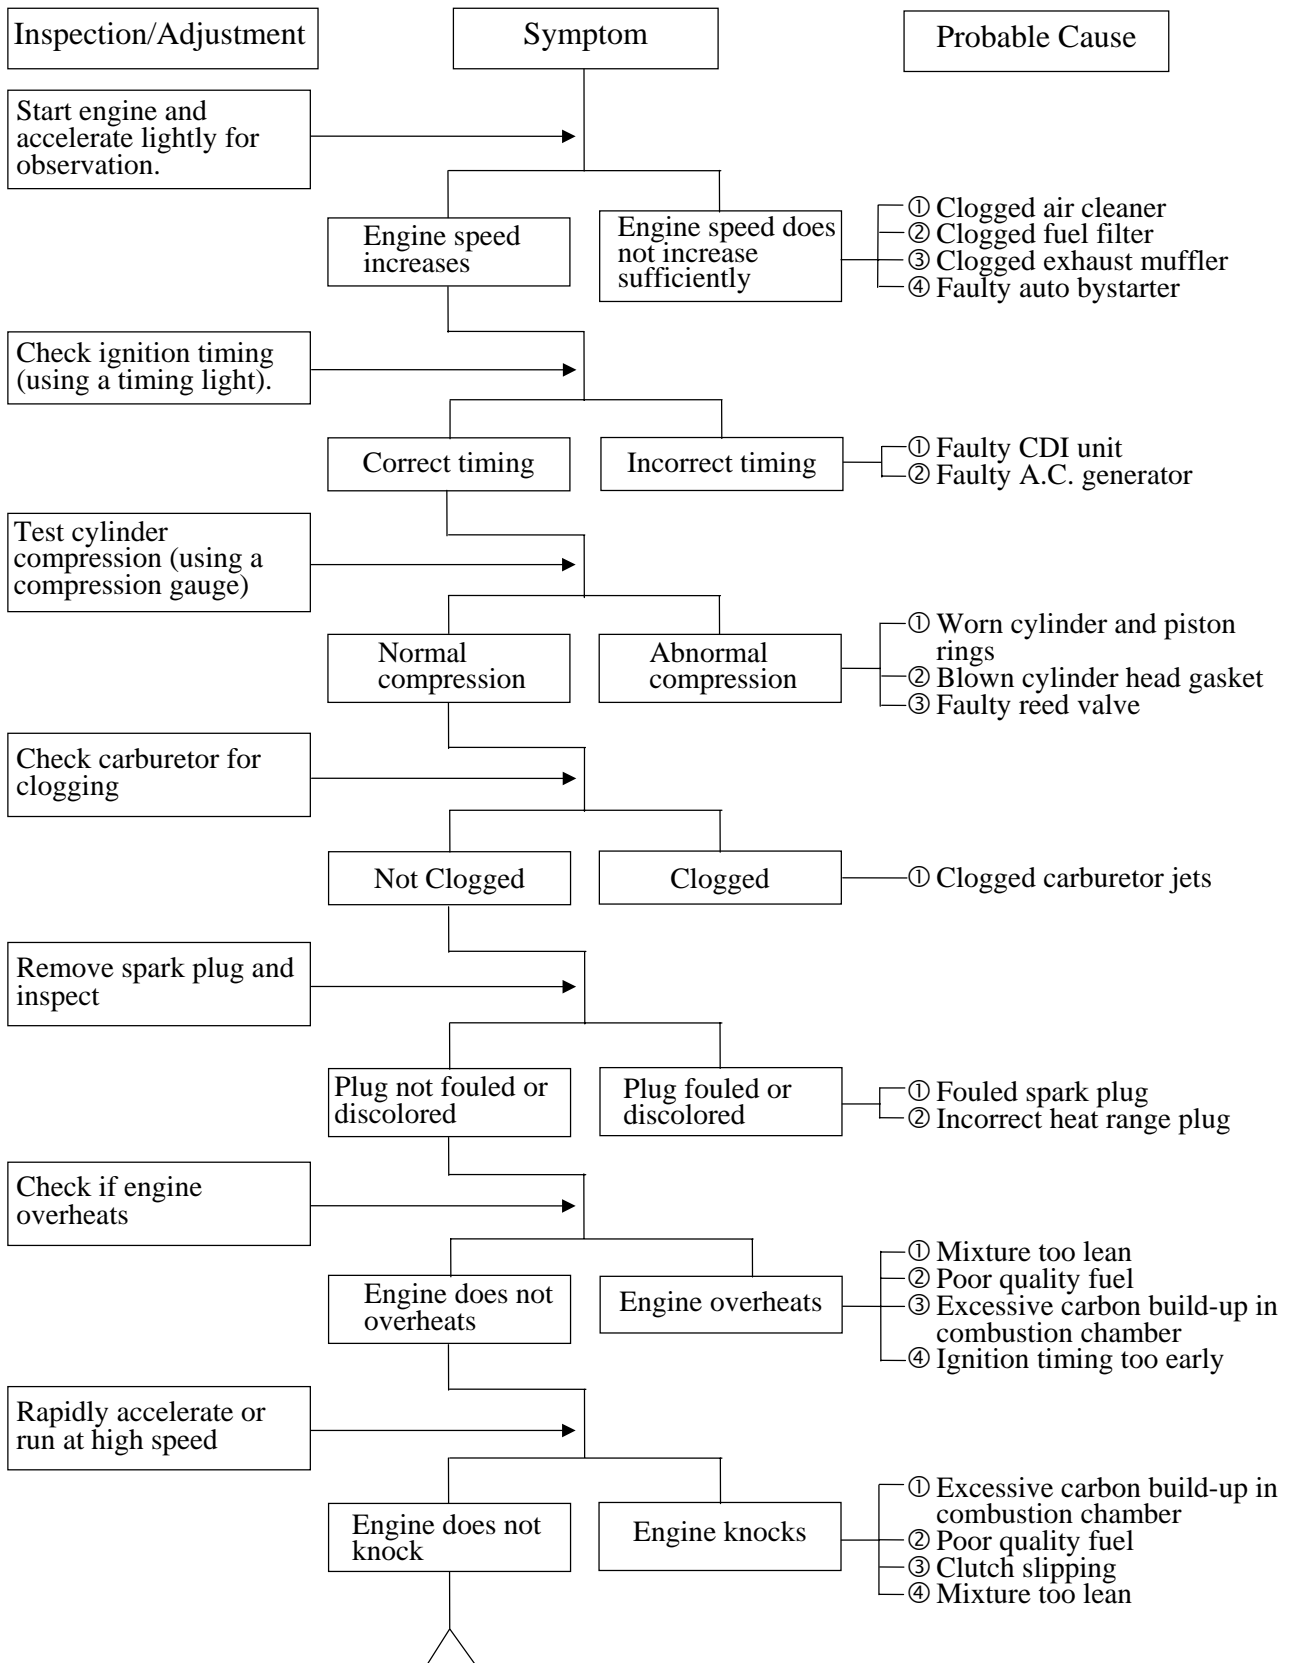 Inspection/Adjustment
Symptom
Probable Cause
Start engine and
accelerate lightly for
observation.
Engine speed
increases
Engine speed does
not increase
sufficiently
① Clogged air cleaner
② Clogged fuel filter
③ Clogged exhaust muffler
④ Faulty auto bystarter
Check ignition timing
(using a timing light).
Correct timing
Incorrect timing
① Faulty CDI unit
② Faulty A.C. generator
Test cylinder
compression (using a
compression gauge)
Normal
compression
Abnormal
compression
① Worn cylinder and piston
rings
② Blown cylinder head gasket
③ Faulty reed valve
Check carburetor for
clogging
Not Clogged
Clogged
① Clogged carburetor jets
Remove spark plug and
inspect
Plug not fouled or
discolored
Plug fouled or
discolored
① Fouled spark plug
② Incorrect heat range plug
Check if engine
overheats
Engine does not
overheats
Engine overheats
① Mixture too lean
② Poor quality fuel
③ Excessive carbon build-up in
combustion chamber
④ Ignition timing too early
Rapidly accelerate or
run at high speed
Engine does not
knock
Engine knocks
① Excessive carbon build-up in
combustion chamber
② Poor quality fuel
③ Clutch slipping
④ Mixture too lean